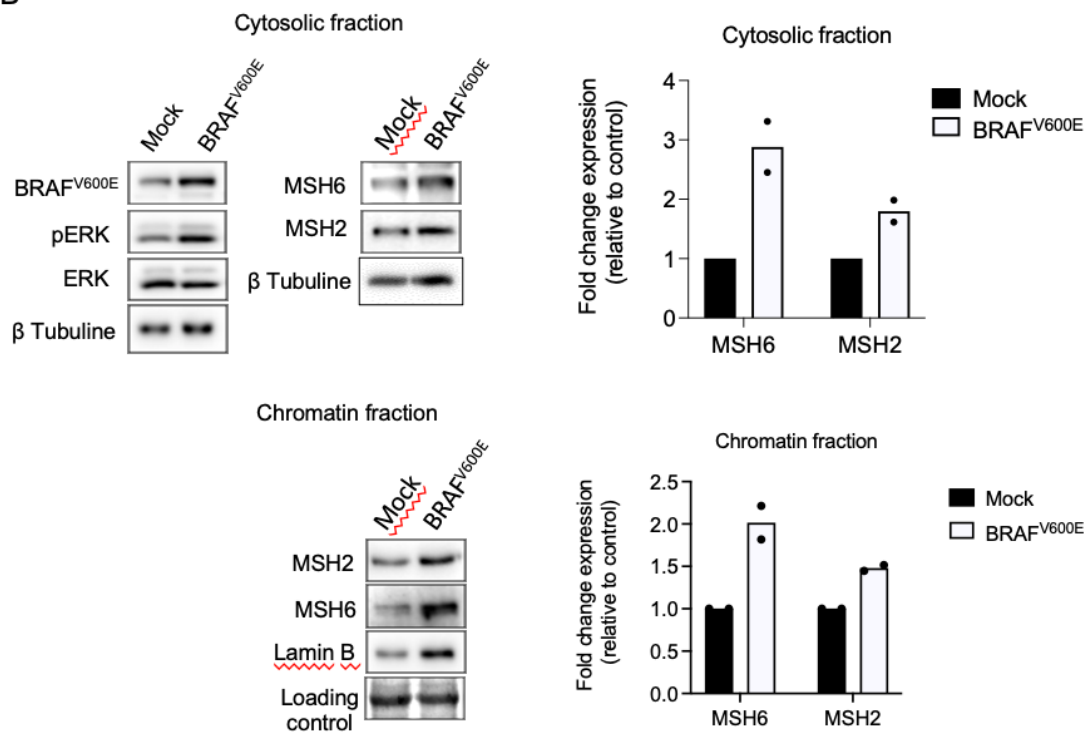 Cytosolic fraction
Mock
BRAFV600E
BRAFV600E
pERK
ERK
β Tubuline
Mock
BRAFV600E
MSH6
MSH2
β Tubuline
Cytosolic fraction
Fold change expression
(relative to control)
4
3
2
1
0
MSH6
MSH2
Mock
BRAFV600E
Chromatin fraction
Mock
BRAFV600E
MSH2
MSH6
Lamin B
Loading
control
Chromatin fraction
Fold change expression
(relative to control)
2.5
2.0
1.5
1.0
0.5
0.0
MSH6
MSH2
Mock
BRAFV600E